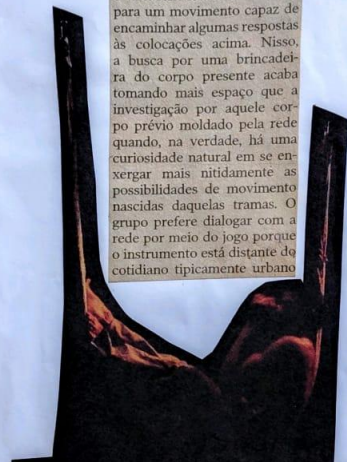 para um movimento capaz de
encaminhar algumas respostas
às colocações acima. Nisso,
a busca por uma brincadei-
ra do corpo presente acaba
tomando mais espaço que a
investigação por aquele cor-
po prévio moldado pela rede
quando, na verdade, há uma
curiosidade natural em se en-
xergar mais nitidamente as
possibilidades de movimento
nascidas daquelas tramas. O
grupo prefere dialogar com a
rede por meio do jogo porque
o instrumento está distante do
cotidiano tipicamente urbano